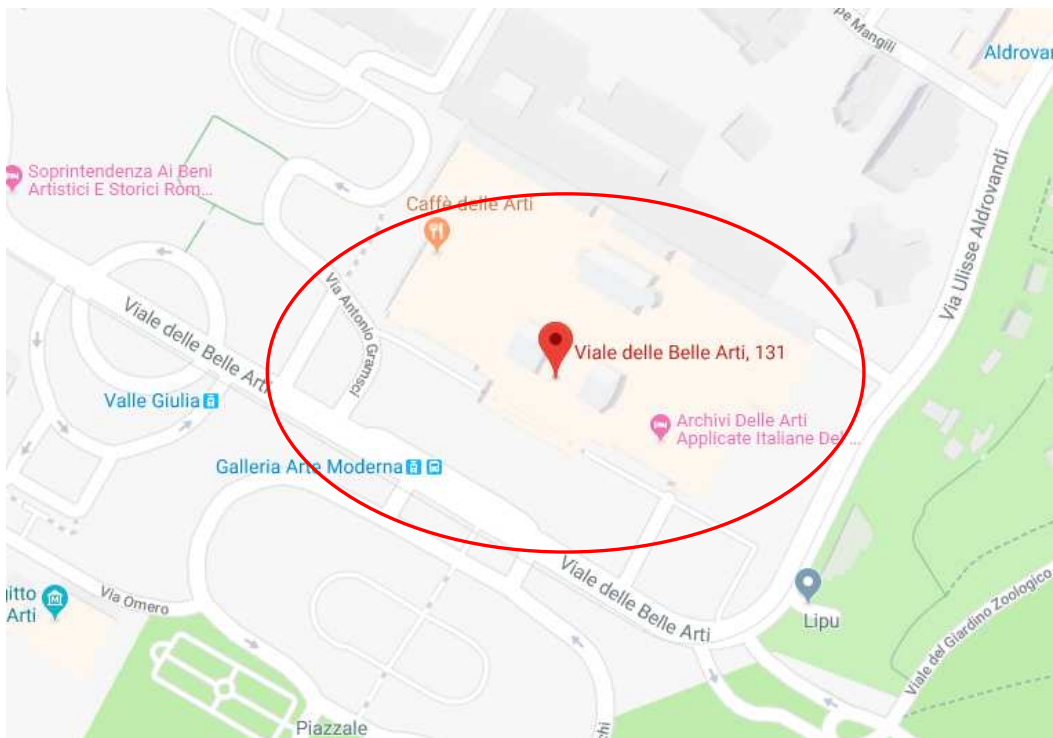 pe Mangili
Aldrovan
Soprintendenza Ai Beni
Artistici E Storici Rom...
Caffè delle Arti
Via Ulisse Aldrovandi
Via Antonio Gramsci
Viale delle Belle Arti
Viale delle Belle Arti, 131
Valle Giulia
Archivi Delle Arti
Applicate Italiane Del ...
Galleria Arte Moderna
Viale delle Belle Arti
gitto
Arti
Via Omero
Lipu
Viale del Giardino Zoologico
Piazzale
chi